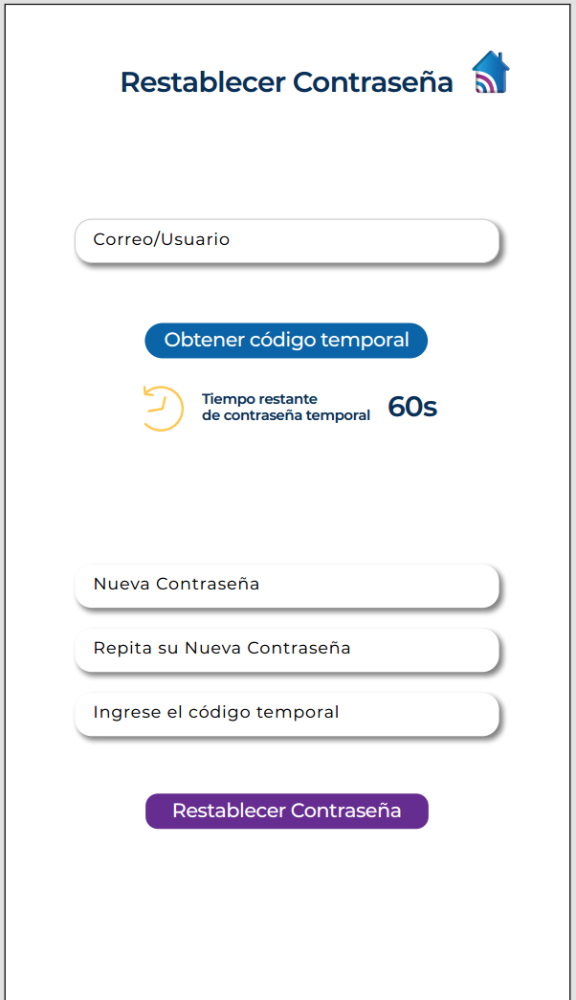 Restablecer Contraseña
Correo/Usuario
Obtener código temporal
Tiempo restante
de contraseña temporal
60s
Nueva Contraseña
Repita su Nueva Contraseña
Ingrese el código temporal
Restablecer Contraseña